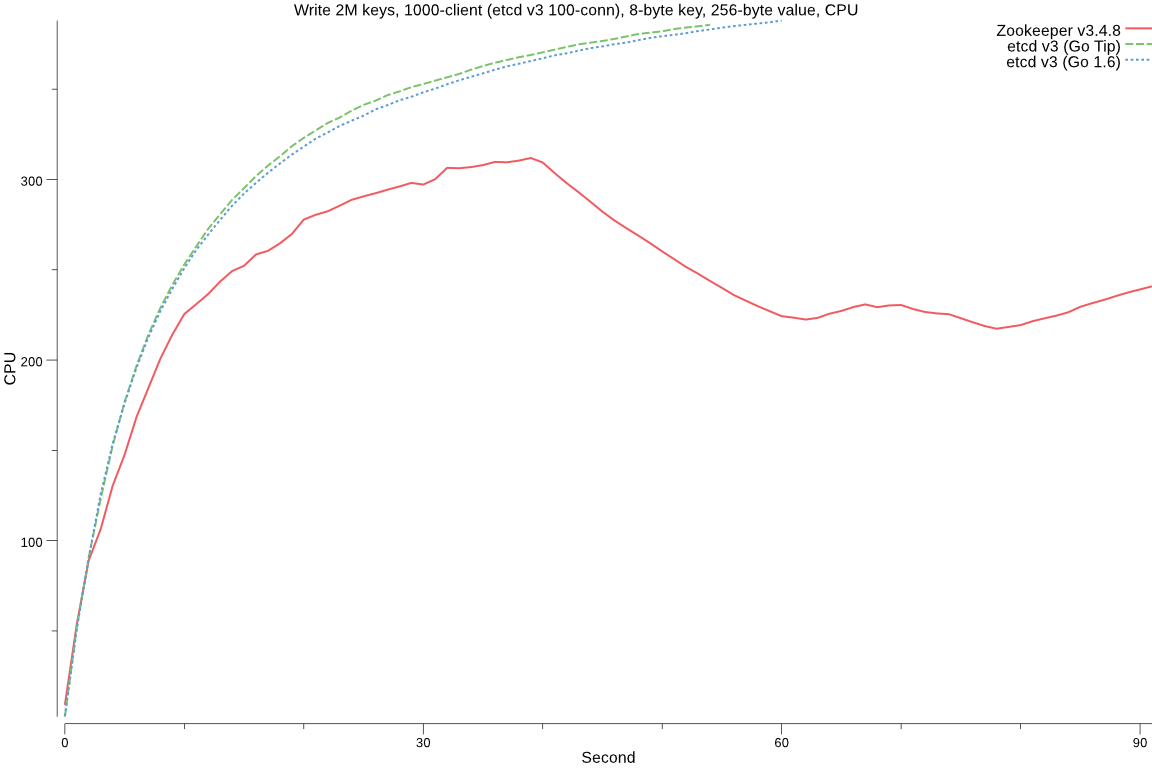 Write 2M keys, 1000-client (etcd v3 100-conn), 8-byte key, 256-byte value, CPU
Zookeeper v3.4.8
etcd v3 (Go Tip)
etcd v3 (Go 1.6)
300
200
100
CPU
0 30 60 90
Second